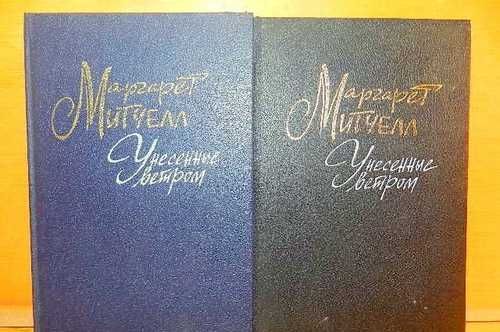 Маргарет
Митчелл
Унесенные
ветром
Маргарет
Митчелл
Унесенные
ветром